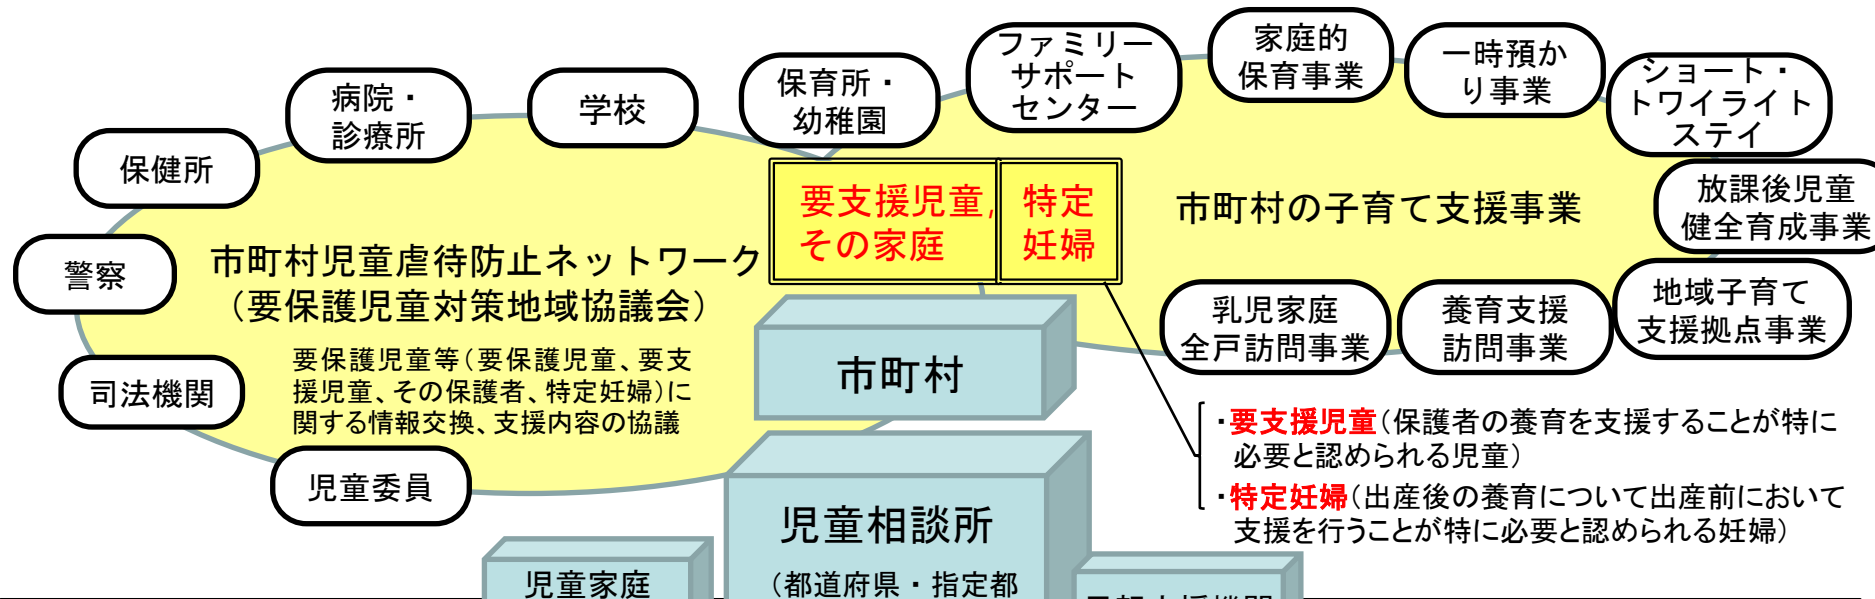 家庭的
保育事業
ファミリー
サポート
センター
一時預か
り事業
ショート・
トワイライト
ステイ
保育所・
幼稚園
学校
病院・
診療所
保健所
警察
司法機関
児童委員
要支援児童,
その家庭
特定
妊婦
市町村の子育て支援事業
放課後児童
健全育成事業
地域子育て
支援拠点事業
養育支援
訪問事業
乳児家庭
全戸訪問事業
市町村児童虐待防止ネットワーク
（要保護児童対策地域協議会）
要保護児童等（要保護児童、要支
援児童、その保護者、特定妊婦）に
関する情報交換、支援内容の協議
市町村
・要支援児童（保護者の養育を支援することが特に
必要と認められる児童）
・特定妊婦（出産後の養育について出産前において
支援を行うことが特に必要と認められる妊婦）
児童相談所
（都道府県・指定都
児童家庭